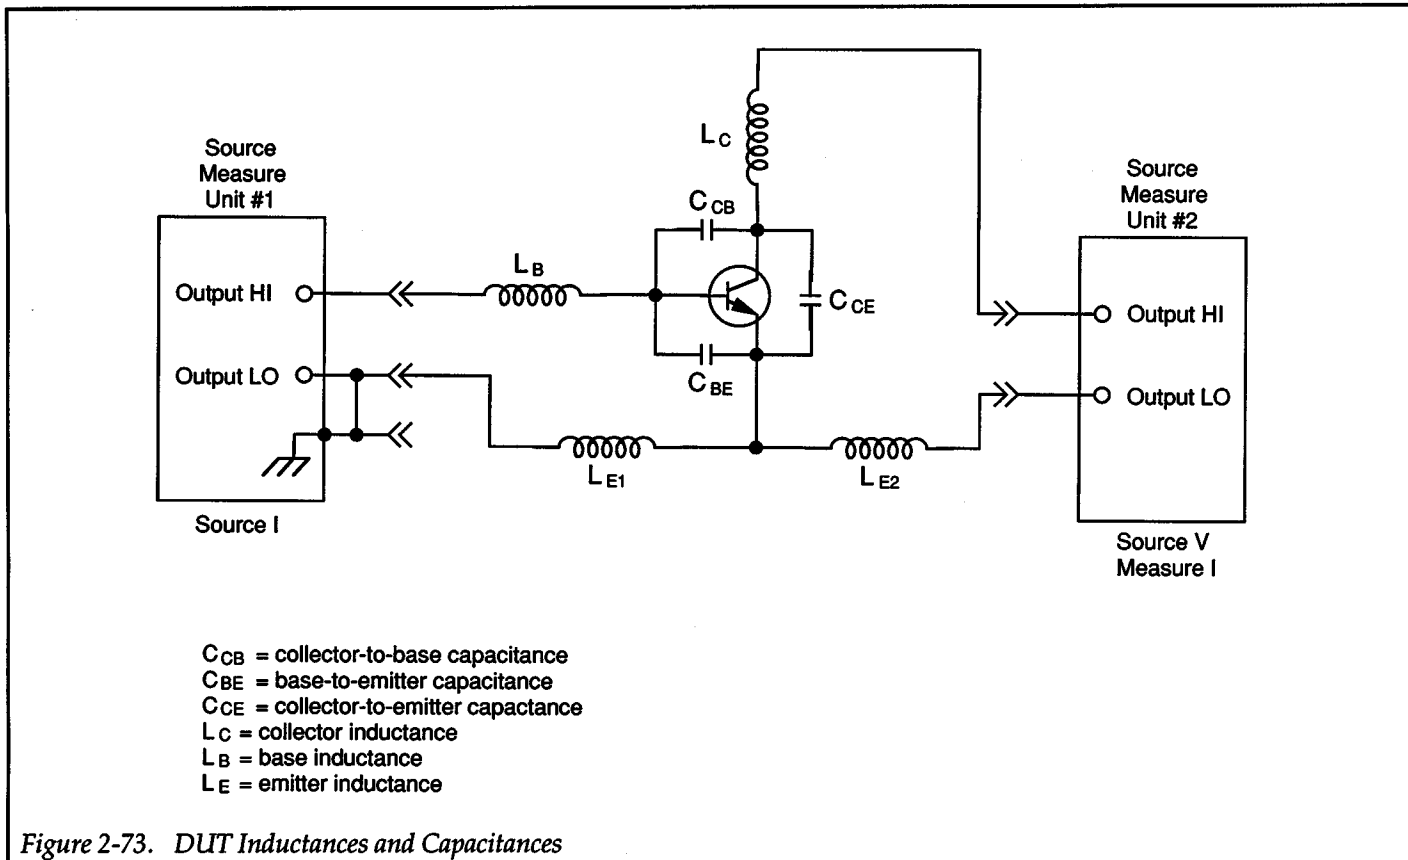 Source
Measure
Unit #1
Output HI
Output LO
Source I
L B
L C
C CB
C CE
C BE
L E1
L E2
Source
Measure
Unit #2
Output HI
Output LO
Source V
Measure I
C CB = collector-to-base capacitance
C BE = base-to-emitter capacitance
C CE = collector-to-emitter capactance
L C = collector inductance
L B = base inductance
L E = emitter inductance
Figure 2-73. DUT Inductances and Capacitances